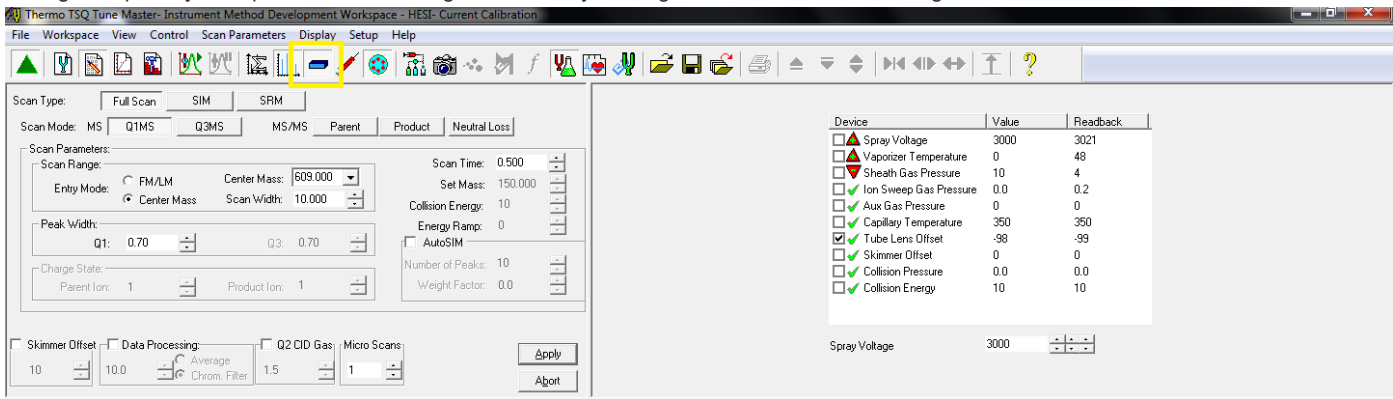 Thermo TSQ Tune Master- Instrument Method Development Workspace - HESI- Current Calibration
File Workspace View Control Scan Parameters Display Setup Help
Scan Type: Full Scan SIM SRM
Scan Mode: MS Q1MS Q3MS MS/MS Parent Product Neutral Loss
Scan Parameters:
Scan Range:
Entry Mode: FM/LM
Center Mass
Center Mass: 609.000
Scan Width: 10.000
Scan Time: 0.500
Set Mass: 150.000
Collision Energy: 10
Energy Ramp: 0
Peak Width:
Q1: 0.70 Q3: 0.70
AutoSIM
Number of Peaks: 10
Weight Factor: 0.0
Charge State:
Parent Ion: 1 Product Ion: 1
Skimmer Offset
10
Data Processing:
10.0 Average
Chrom. Filter
Q2 CID Gas
1.5
Micro Scans
1
Apply
Abort
Device Value Readback
Spray Voltage 3000 3021
Vaporizer Temperature 0 48
Sheath Gas Pressure 10 4
Ion Sweep Gas Pressure 0.0 0.2
Aux Gas Pressure 0 0
Capillary Temperature 350 350
Tube Lens Offset -98 -99
Skimmer Offset 0 0
Collision Pressure 0.0 0.0
Collision Energy 10 10
Spray Voltage 3000